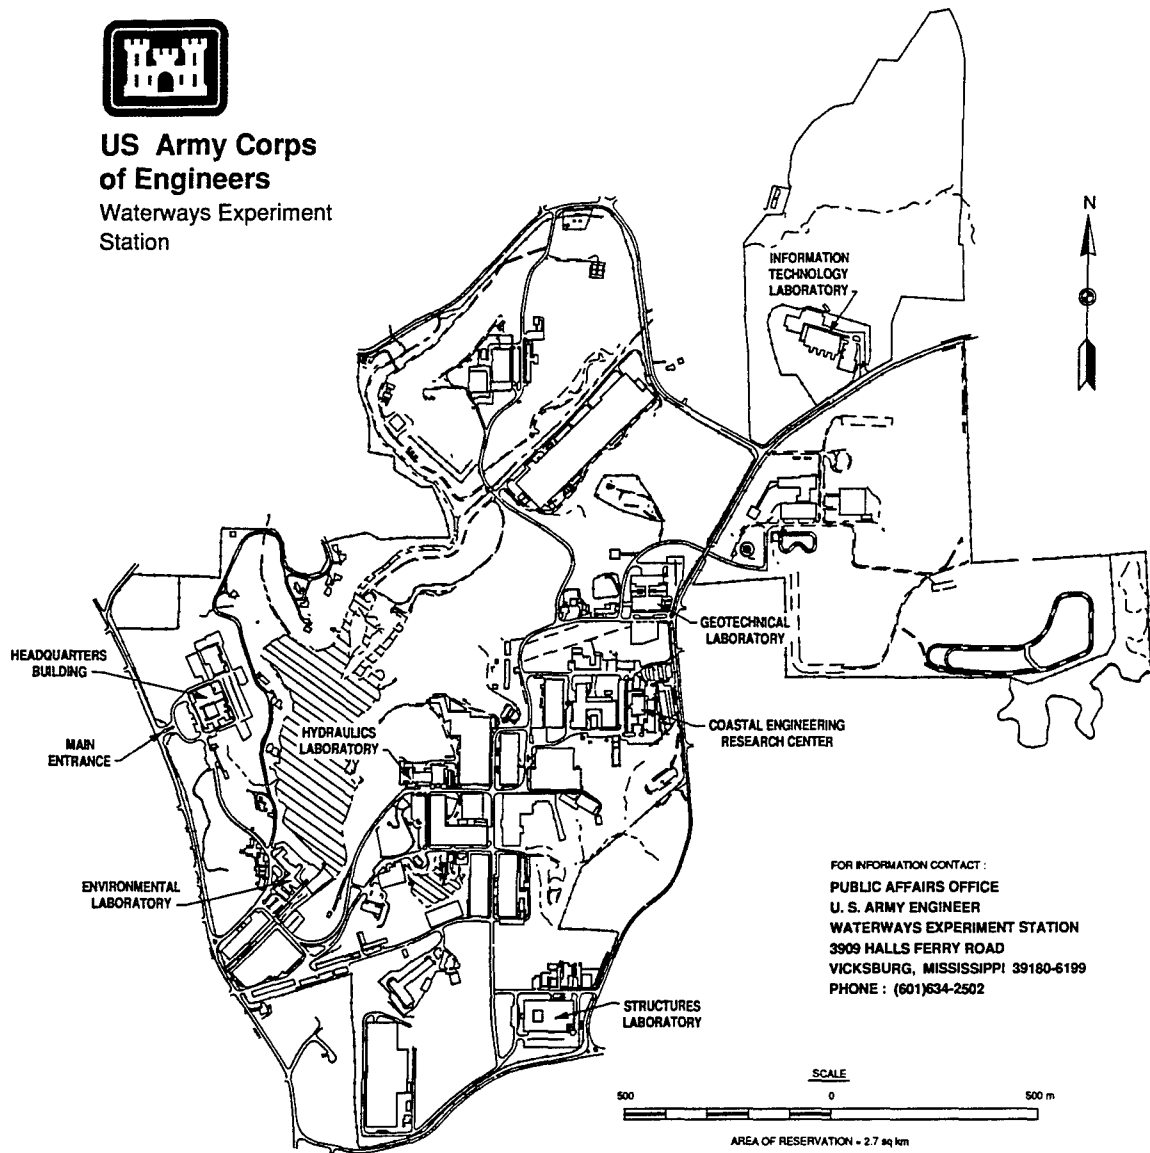 US Army Corps
of Engineers
Waterways Experiment
Station
N
INFORMATION
TECHNOLOGY
LABORATORY
GEOTECHNICAL
LABORATORY
HEADQUARTERS
BUILDING
MAIN
ENTRANCE
HYDRAULICS
LABORATORY
COASTAL ENGINEERING
RESEARCH CENTER
ENVIRONMENTAL
LABORATORY
STRUCTURES
LABORATORY
FOR INFORMATION CONTACT :
PUBLIC AFFAIRS OFFICE
U. S. ARMY ENGINEER
WATERWAYS EXPERIMENT STATION
3909 HALLS FERRY ROAD
VICKSBURG, MISSISSIPPI 39180-6199
PHONE : (601)634-2502
SCALE
500 0 500 m
AREA OF RESERVATION = 2.7 sq km